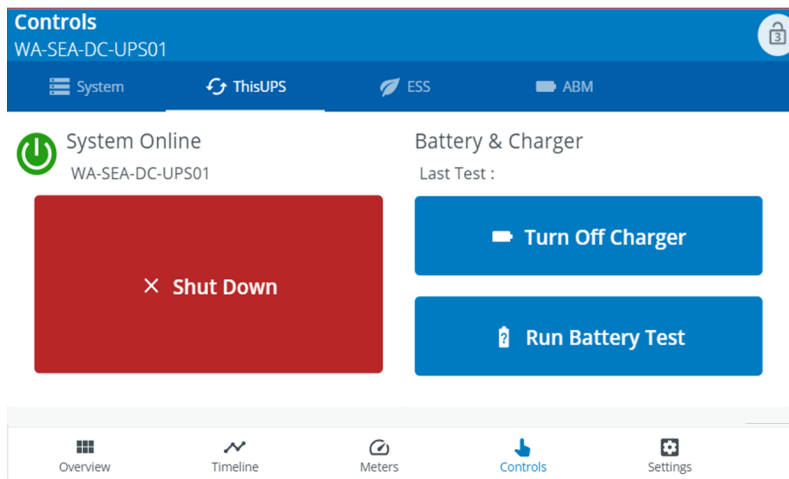 Controls
WA-SEA-DC-UPS01
3
System
ThisUPS
ESS
ABM
System Online
WA-SEA-DC-UPS01
Shut Down
Battery & Charger
Last Test :
Turn Off Charger
? Run Battery Test
Overview
Timeline
Meters
Controls
Settings